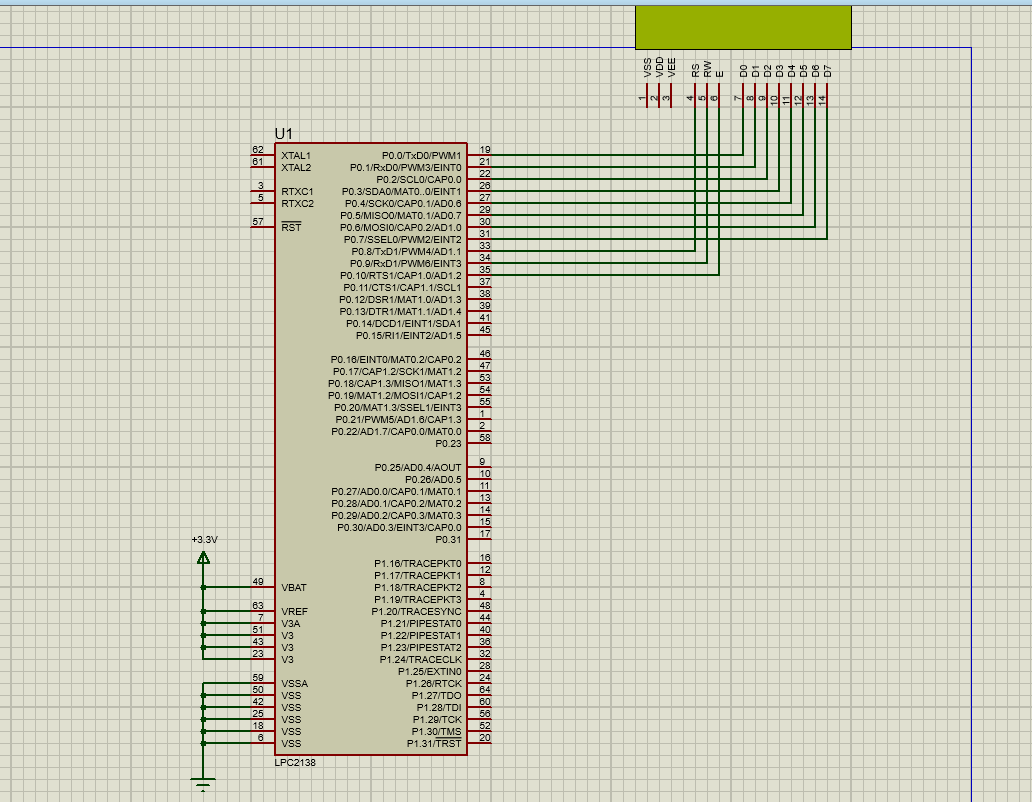 VSS VDD VEE RS RW E D0 D1 D2 D3 D4 D5 D6 D7
1 2 3 4 5 6 7 8 9 10 11 12 13 14
U1
62 XTAL1 P0.0/TxD0/PWM1 19
61 XTAL2 P0.1/RxD0/PWM3/EINT0 21
P0.2/SCL0/CAP0.0 22
3 RTXC1 P0.3/SDA0/MAT0..0/EINT1 26
5 RTXC2 P0.4/SCK0/CAP0.1/AD0.6 27
P0.5/MISO0/MAT0.1/AD0.7 29
57 RST P0.6/MOSI0/CAP0.2/AD1.0 30
P0.7/SSEL0/PWM2/EINT2 31
P0.8/TxD1/PWM4/AD1.1 33
P0.9/RxD1/PWM6/EINT3 34
P0.10/RTS1/CAP1.0/AD1.2 35
P0.11/CTS1/CAP1.1/SCL1 37
P0.12/DSR1/MAT1.0/AD1.3 38
P0.13/DTR1/MAT1.1/AD1.4 39
P0.14/DCD1/EINT1/SDA1 41
P0.15/RI1/EINT2/AD1.5 45
P0.16/EINT0/MAT0.2/CAP0.2 46
P0.17/CAP1.2/SCK1/MAT1.2 47
P0.18/CAP1.3/MISO1/MAT1.3 53
P0.19/MAT1.2/MOSI1/CAP1.2 54
P0.20/MAT1.3/SSEL1/EINT3 55
P0.21/PWM5/AD1.6/CAP1.3 1
P0.22/AD1.7/CAP0.0/MAT0.0 2
P0.23 58
P0.25/AD0.4/AOUT 9
P0.26/AD0.5 10
P0.27/AD0.0/CAP0.1/MAT0.1 11
P0.28/AD0.1/CAP0.2/MAT0.2 13
P0.29/AD0.2/CAP0.3/MAT0.3 14
P0.30/AD0.3/EINT3/CAP0.0 15
+3.3V P0.31 17
P1.16/TRACEPKT0 16
P1.17/TRACEPKT1 12
49 VBAT P1.18/TRACEPKT2 8
P1.19/TRACEPKT3 4
63 VREF P1.20/TRACESYNC 48
7 V3A P1.21/PIPESTAT0 44
51 V3 P1.22/PIPESTAT1 40
43 V3 P1.23/PIPESTAT2 36
23 V3 P1.24/TRACECLK 32
P1.25/EXTIN0 28
59 VSSA P1.26/RTCK 24
50 VSS P1.27/TDO 64
42 VSS P1.28/TDI 60
25 VSS P1.29/TCK 56
18 VSS P1.30/TMS 52
6 VSS P1.31/TRST 20
LPC2138